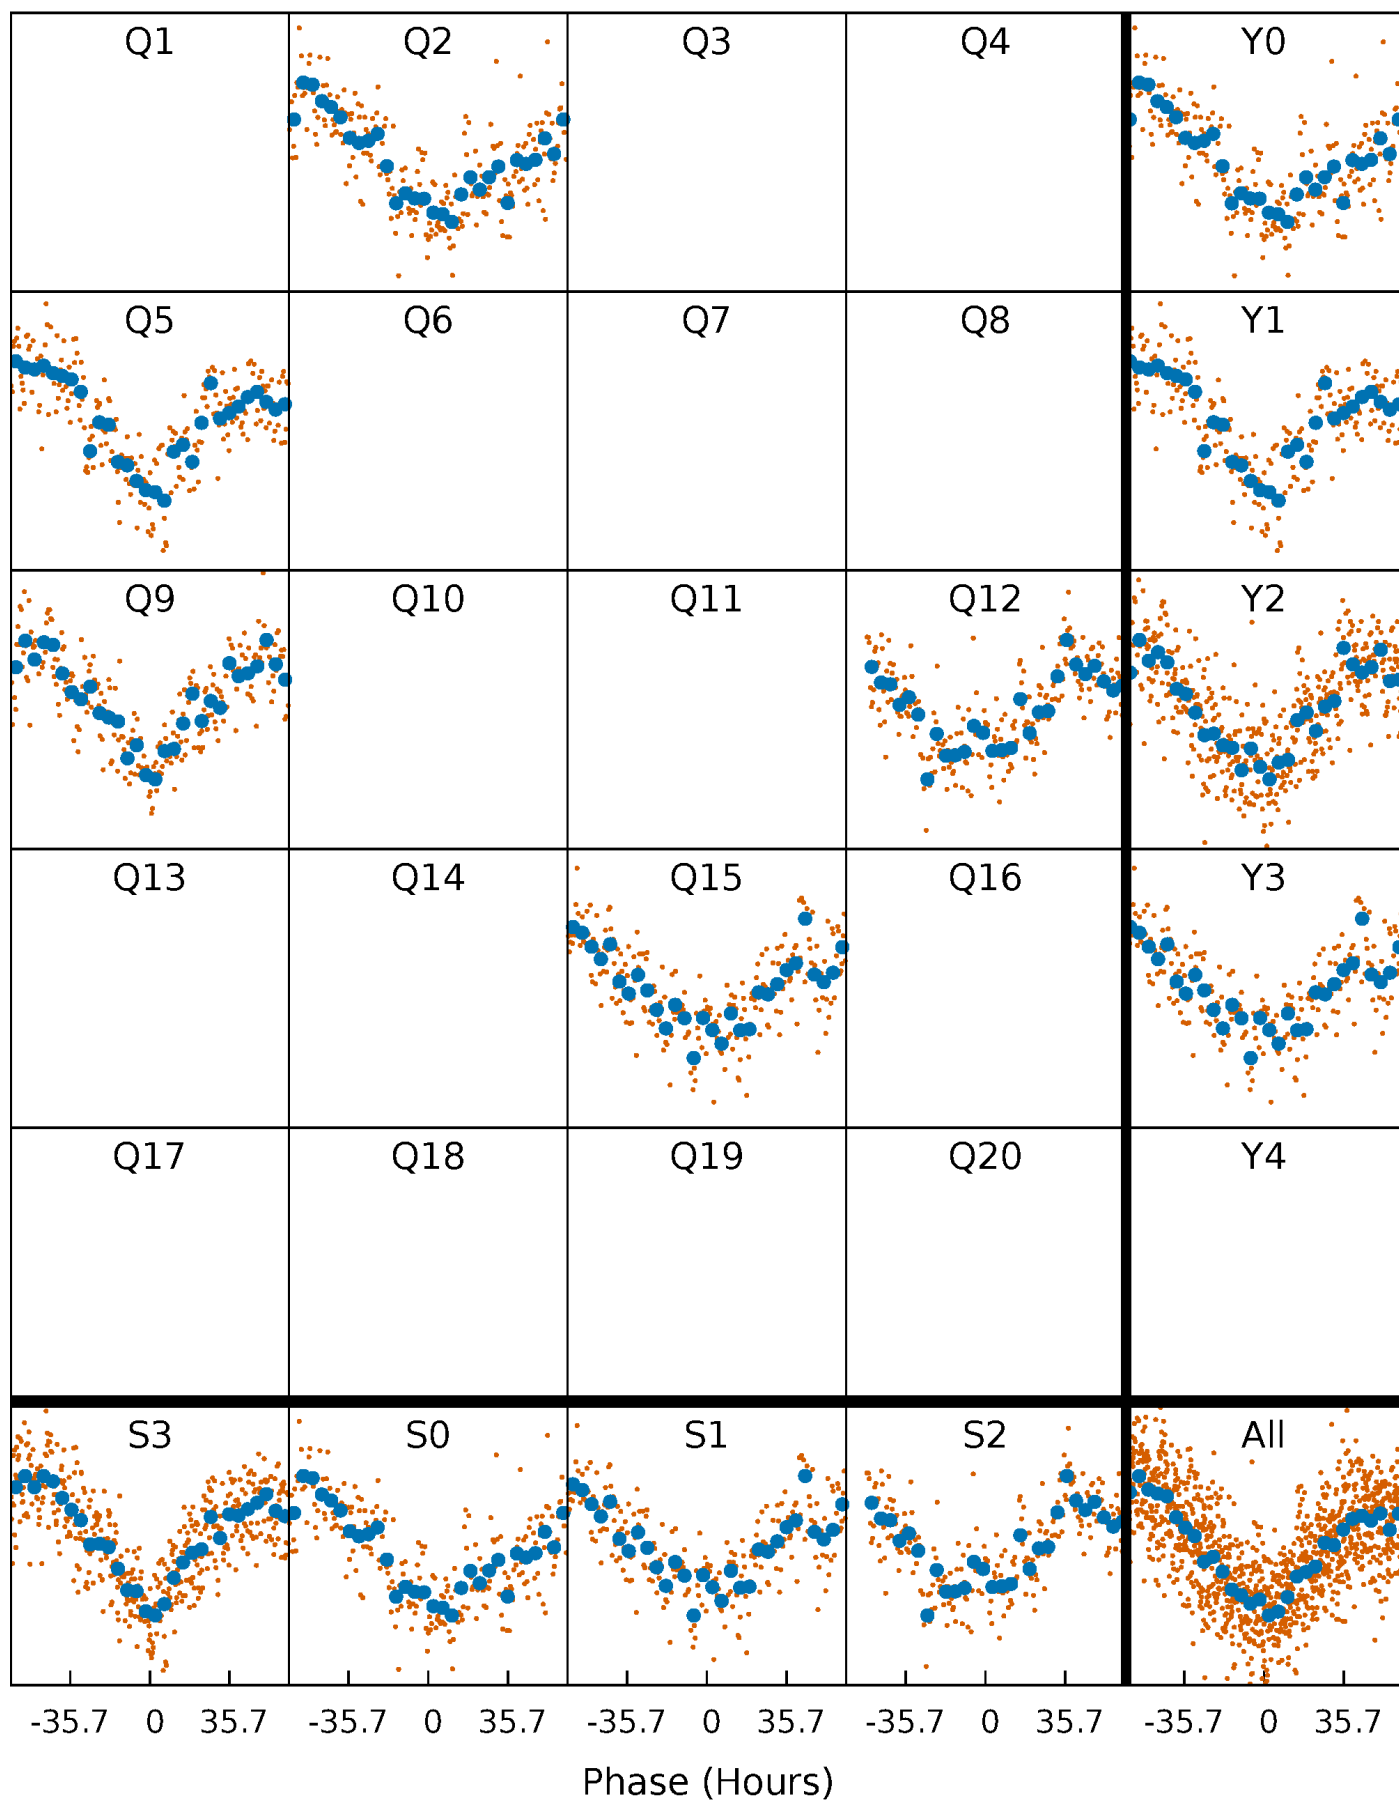 Q1 Q2 Q3 Q4 Y0
Q5 Q6 Q7 Q8 Y1
Q9 Q10 Q11 Q12 Y2
Q13 Q14 Q15 Q16 Y3
Q17 Q18 Q19 Q20 Y4
S3 S0 S1 S2 All
-35.7 0 35.7 -35.7 0 35.7 -35.7 0 35.7 -35.7 0 35.7 -35.7 0 35.7
Phase (Hours)